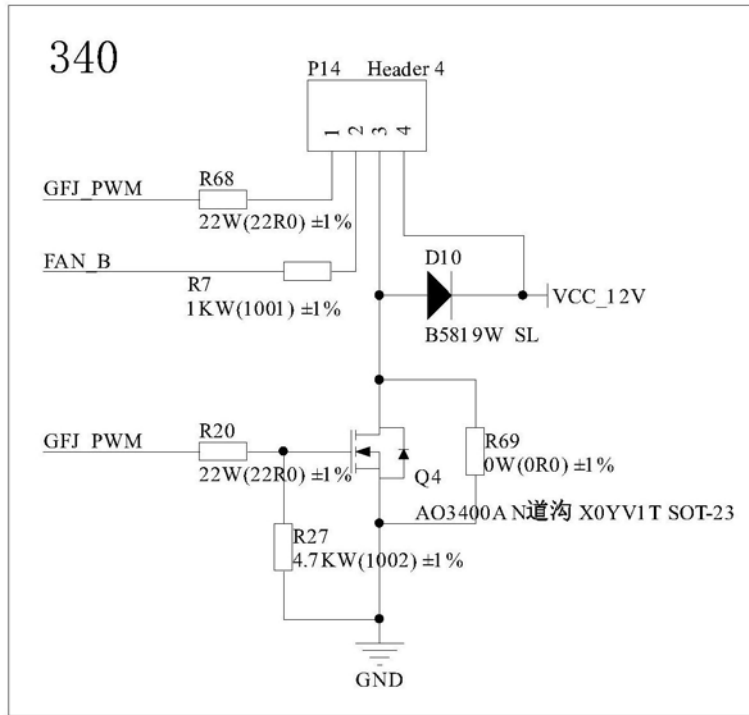 340
P14 Header 4
1 2 3 4
GFJ_PWM
R68
22W(22R0) ±1%
FAN_B
R7
1KW(1001) ±1%
D10
VCC_12V
B5819W SL
GFJ_PWM
R20
22W(22R0) ±1%
R69
0W(0R0) ±1%
Q4
AO3400A N道沟 X0YV1T SOT-23
R27
4.7KW(1002) ±1%
GND